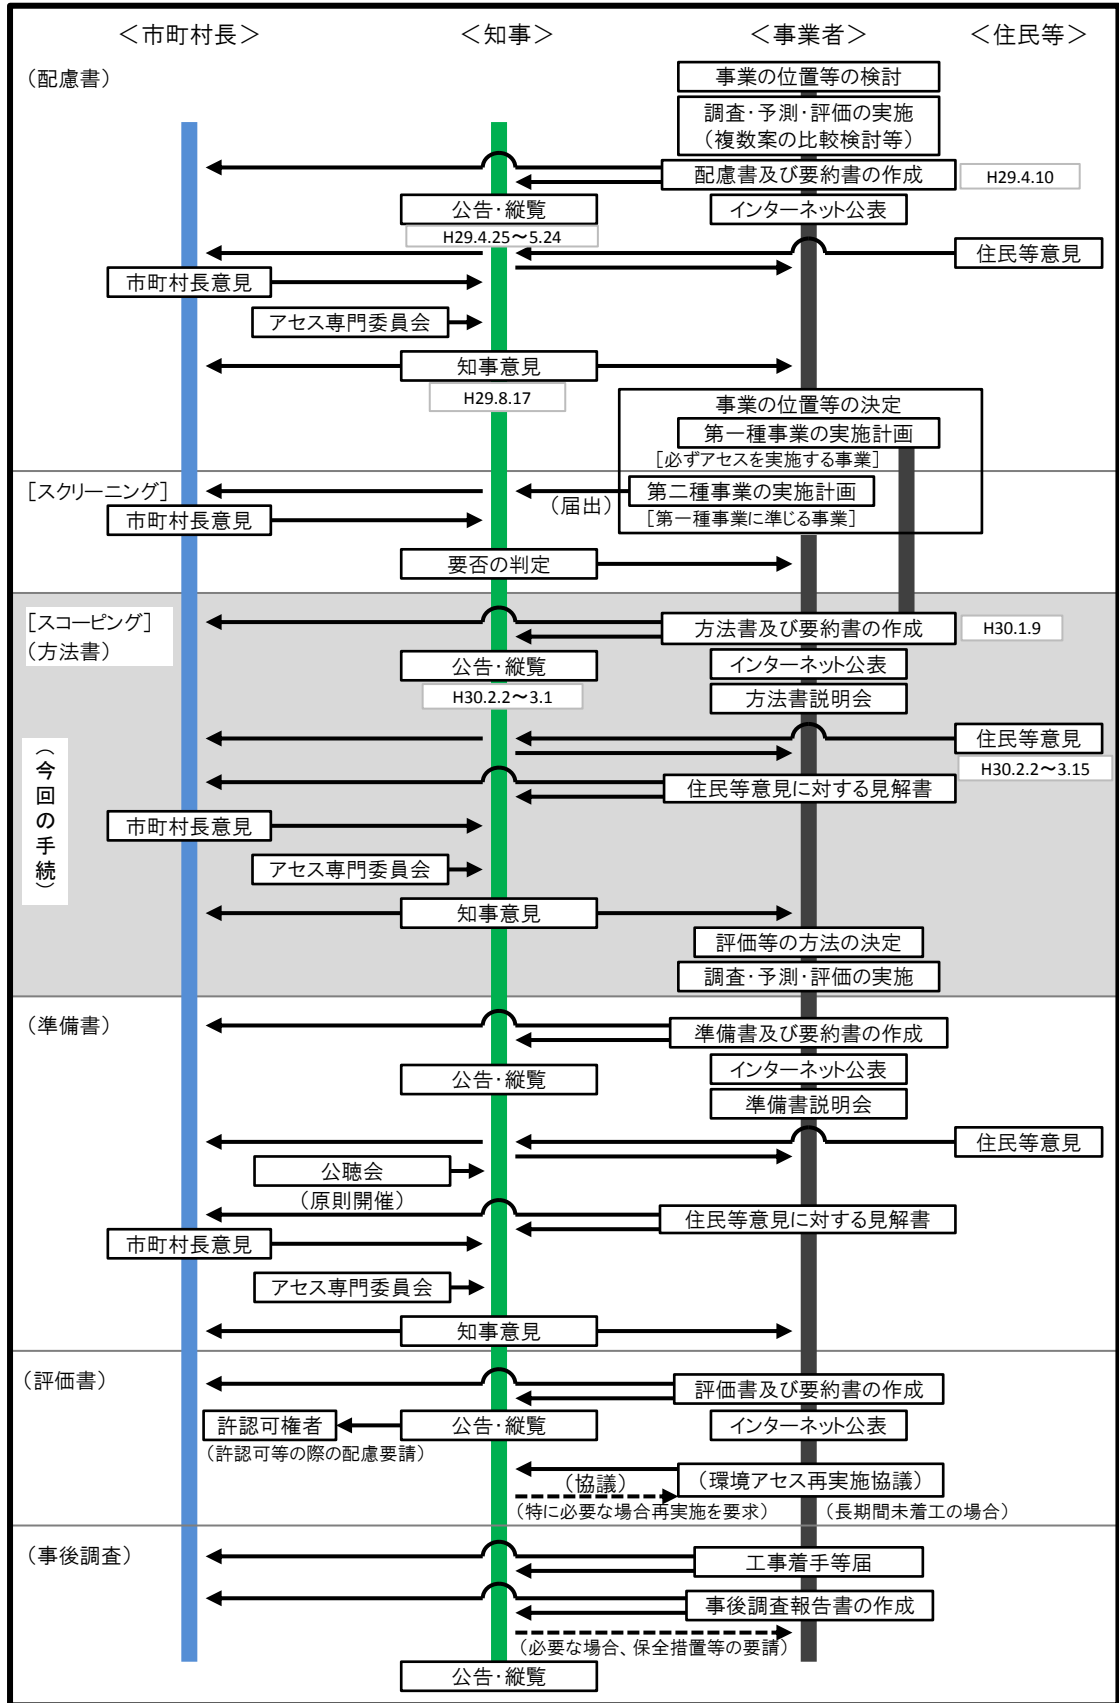 ＜市町村長＞ ＜知事＞ ＜事業者＞ ＜住民等＞
（配慮書）
事業の位置等の検討
調査･予測･評価の実施
（複数案の比較検討等）
配慮書及び要約書の作成 H29.4.10
公告･縦覧 インターネット公表
H29.4.25～5.24
住民等意見
市町村長意見
アセス専門委員会
知事意見
H29.8.17
事業の位置等の決定
第一種事業の実施計画
［必ずアセスを実施する事業］
［スクリーニング］
（届出） 第二種事業の実施計画
市町村長意見 ［第一種事業に準じる事業］
要否の判定
［スコーピング］ 方法書及び要約書の作成 H30.1.9
（方法書）
公告･縦覧 インターネット公表
H30.2.2～3.1 方法書説明会
（今回の手続）
住民等意見
H30.2.2～3.15
住民等意見に対する見解書
市町村長意見
アセス専門委員会
知事意見
評価等の方法の決定
調査･予測･評価の実施
（準備書） 準備書及び要約書の作成
公告･縦覧 インターネット公表
準備書説明会
住民等意見
公聴会
（原則開催）
住民等意見に対する見解書
市町村長意見
アセス専門委員会
知事意見
（評価書） 評価書及び要約書の作成
許認可権者 公告･縦覧 インターネット公表
（許認可等の際の配慮要請）
（協議） （環境アセス再実施協議）
（特に必要な場合再実施を要求） （長期間未着工の場合）
（事後調査） 工事着手等届
事後調査報告書の作成
（必要な場合、保全措置等の要請）
公告･縦覧